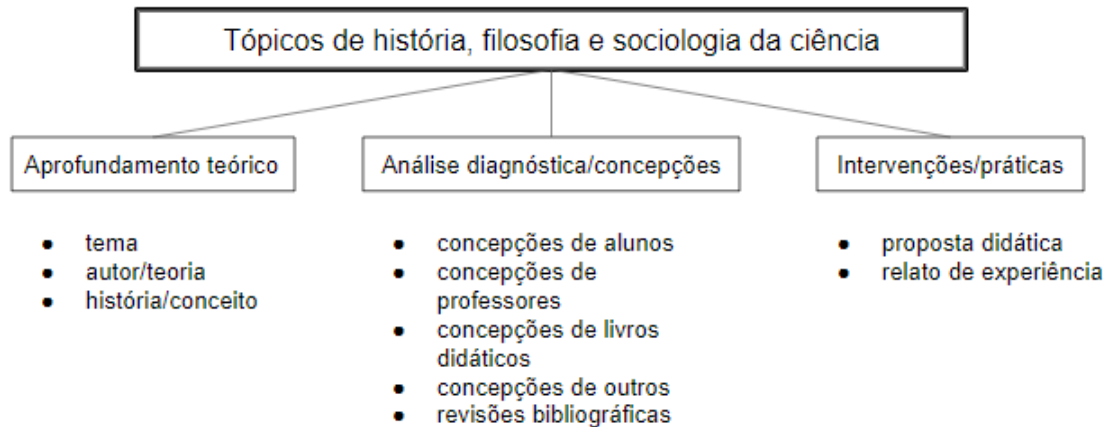 Tópicos de história, filosofia e sociologia da ciência
Aprofundamento teórico
● tema
● autor/teoria
● história/conceito
Análise diagnóstica/concepções
● concepções de alunos
● concepções de
professores
● concepções de livros
didáticos
● concepções de outros
● revisões bibliográficas
Intervenções/práticas
● proposta didática
● relato de experiência